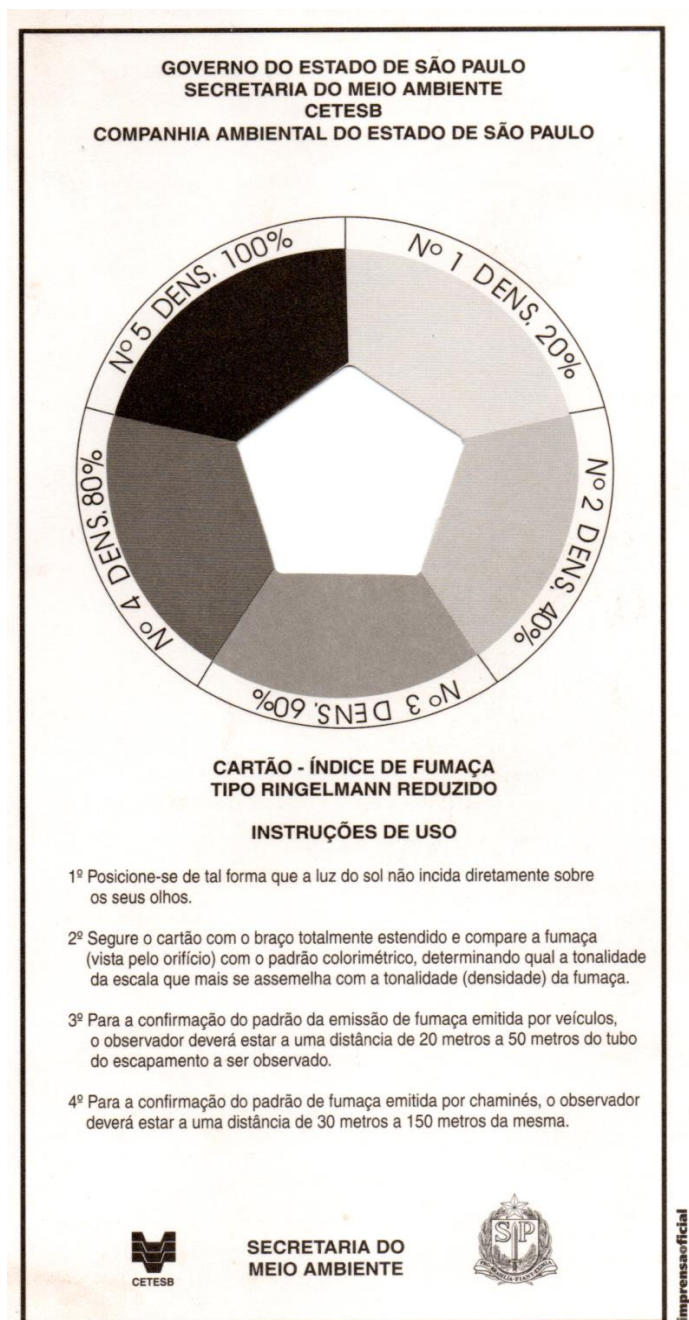 GOVERNO DO ESTADO DE SÃO PAULO
SECRETARIA DO MEIO AMBIENTE
CETESB
COMPANHIA AMBIENTAL DO ESTADO DE SÃO PAULO
Nº 1 DENS. 20%
Nº 2 DENS. 40%
Nº 3 DENS. 60%
Nº 4 DENS. 80%
Nº 5 DENS. 100%
CARTÃO - ÍNDICE DE FUMAÇA
TIPO RINGELMANN REDUZIDO
INSTRUÇÕES DE USO
1º Posicione-se de tal forma que a luz do sol não incida diretamente sobre
os seus olhos.
2º Segure o cartão com o braço totalmente estendido e compare a fumaça
(vista pelo orifício) com o padrão colorimétrico, determinando qual a tonalidade
da escala que mais se assemelha com a tonalidade (densidade) da fumaça.
3º Para a confirmação do padrão da emissão de fumaça emitida por veículos,
o observador deverá estar a uma distância de 20 metros a 50 metros do tubo
do escapamento a ser observado.
4º Para a confirmação do padrão de fumaça emitida por chaminés, o observador
deverá estar a uma distância de 30 metros a 150 metros da mesma.
CETESB
SECRETARIA DO
MEIO AMBIENTE
SP
imprensaoficial